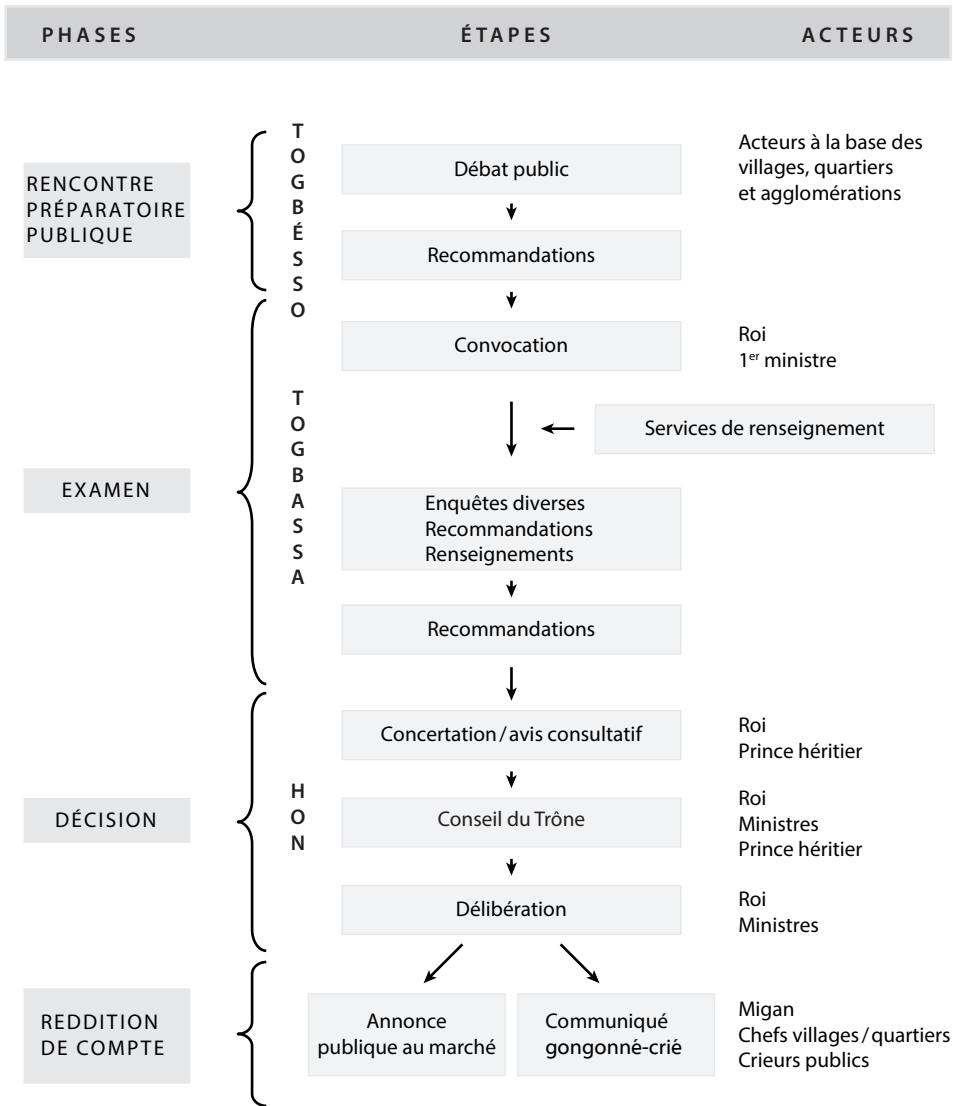 PHASES
ÉTAPES
ACTEURS
RENCONTRE
PRÉPARATOIRE
PUBLIQUE
TOGBÉSSO
Débat public
Acteurs à la base des
villages, quartiers
et agglomérations
Recommandations
EXAMEN
TOGBASSA
Convocation
Roi
1er ministre
Services de renseignement
Enquêtes diverses
Recommandations
Renseignements
Recommandations
DÉCISION
HON
Concertation / avis consultatif
Roi
Prince héritier
Conseil du Trône
Roi
Ministres
Prince héritier
Délibération
Roi
Ministres
REDDITION
DE COMPTE
Annonce
publique au marché
Communiqué
gongonné-crié
Migan
Chefs villages / quartiers
Crieurs publics